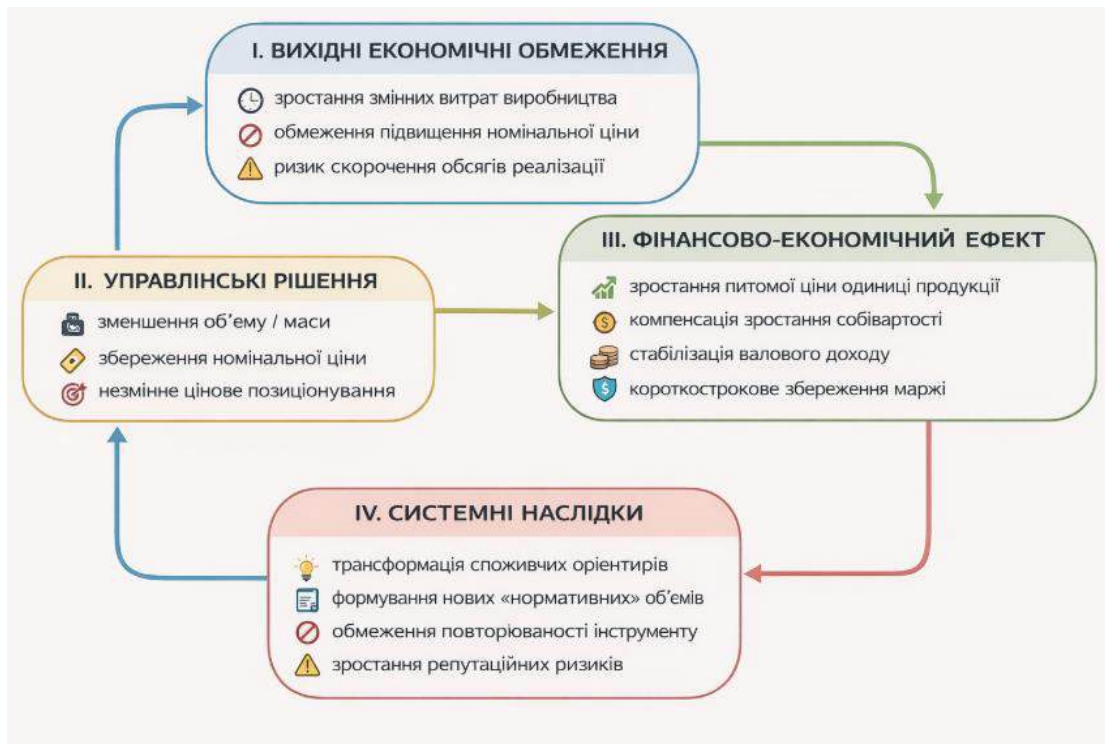 І. ВИХІДНІ ЕКОНОМІЧНІ ОБМЕЖЕННЯ
зростання змінних витрат виробництва
обмеження підвищення номінальної ціни
ризик скорочення обсягів реалізації
ІІ. УПРАВЛІНСЬКІ РІШЕННЯ
зменшення об'єму / маси
збереження номінальної ціни
незмінне цінове позиціонування
ІІІ. ФІНАНСОВО-ЕКОНОМІЧНИЙ ЕФЕКТ
зростання питомої ціни одиниці продукції
компенсація зростання собівартості
стабілізація валового доходу
короткострокове збереження маржі
IV. СИСТЕМНІ НАСЛІДКИ
трансформація споживчих орієнтирів
формування нових «нормативних» об'ємів
обмеження повторюваності інструменту
зростання репутаційних ризиків